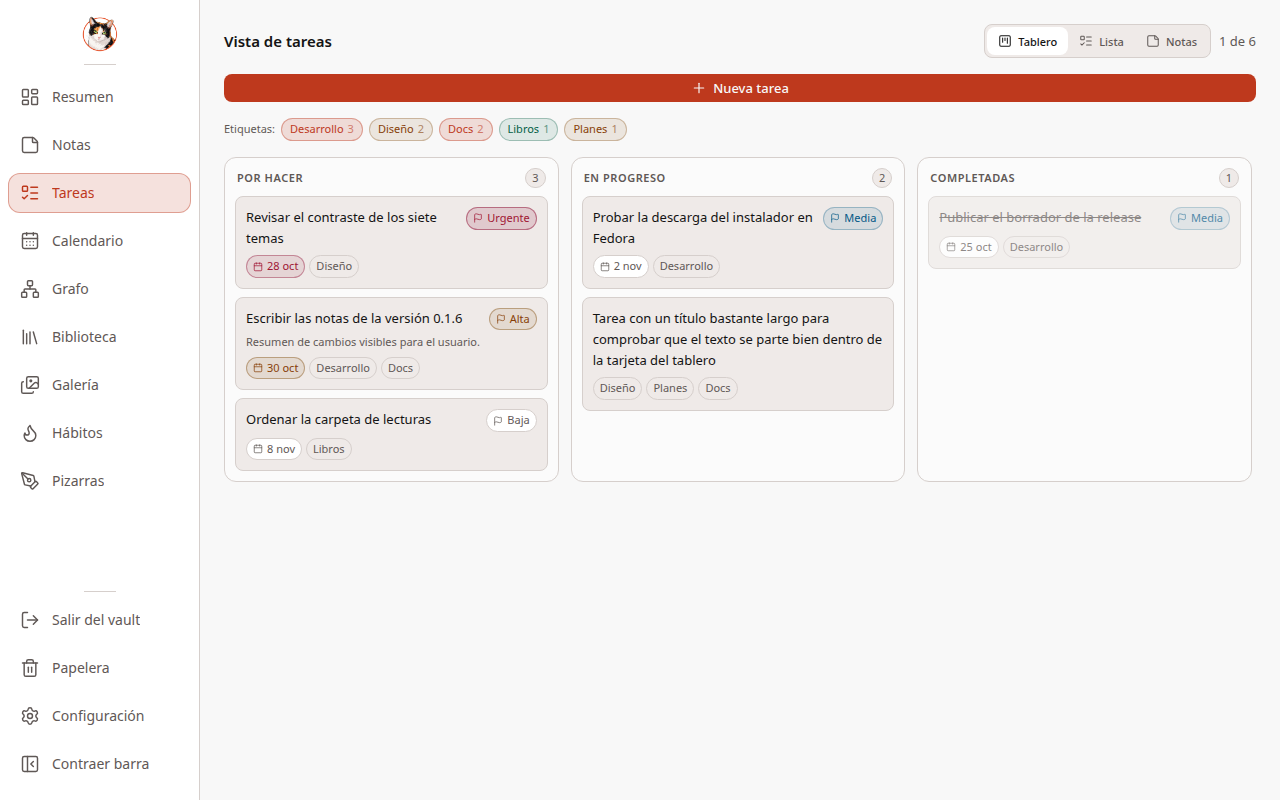 Resumen
Notas
Tareas
Calendario
Grafo
Biblioteca
Galería
Hábitos
Pizarras
Salir del vault
Papelera
Configuración
Contraer barra
Vista de tareas
Tablero
Lista
Notas
1 de 6
Nueva tarea
Etiquetas:
Desarrollo 3
Diseño 2
Docs 2
Libros 1
Planes 1
POR HACER
3
Revisar el contraste de los siete
temas
Urgente
28 oct
Diseño
Escribir las notas de la versión 0.1.6
Alta
Resumen de cambios visibles para el usuario.
30 oct
Desarrollo
Docs
Ordenar la carpeta de lecturas
Baja
8 nov
Libros
EN PROGRESO
2
Probar la descarga del instalador en
Fedora
Media
2 nov
Desarrollo
Tarea con un título bastante largo para
comprobar que el texto se parte bien dentro de
la tarjeta del tablero
Diseño
Planes
Docs
COMPLETADAS
1
Publicar el borrador de la release
Media
25 oct
Desarrollo